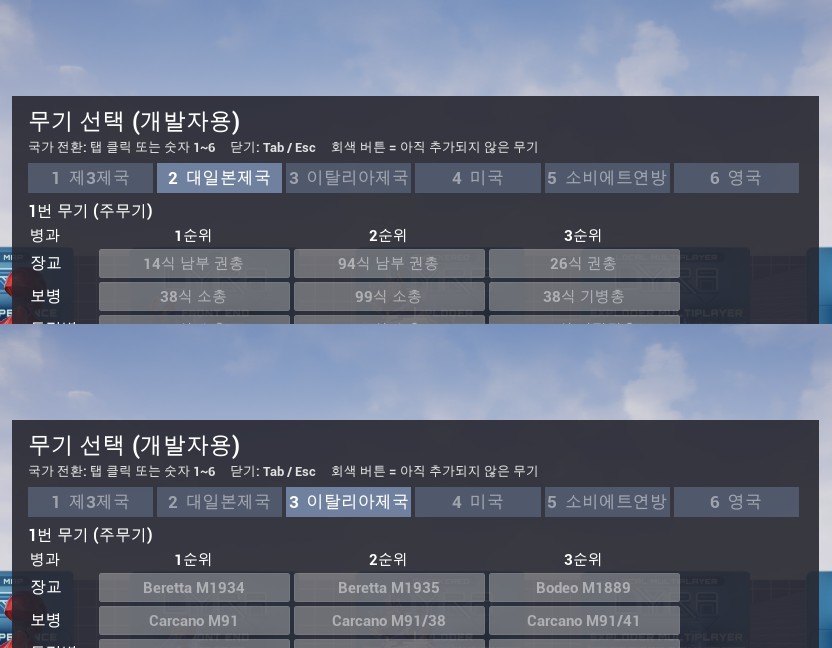 무기 선택 (개발자용)
국가 전환: 탭 클릭 또는 숫자 1~6 닫기: Tab / Esc 회색 버튼 = 아직 추가되지 않은 무기
1 제3제국 2 대일본제국 3 이탈리아제국 4 미국 5 소비에트연방 6 영국
1번 무기 (주무기)
병과 1순위 2순위 3순위
장교 14식 남부 권총 94식 남부 권총 26식 권총
보병 38식 소총 99식 소총 38식 기병총
무기 선택 (개발자용)
국가 전환: 탭 클릭 또는 숫자 1~6 닫기: Tab / Esc 회색 버튼 = 아직 추가되지 않은 무기
1 제3제국 2 대일본제국 3 이탈리아제국 4 미국 5 소비에트연방 6 영국
1번 무기 (주무기)
병과 1순위 2순위 3순위
장교 Beretta M1934 Beretta M1935 Bodeo M1889
보병 Carcano M91 Carcano M91/38 Carcano M91/41